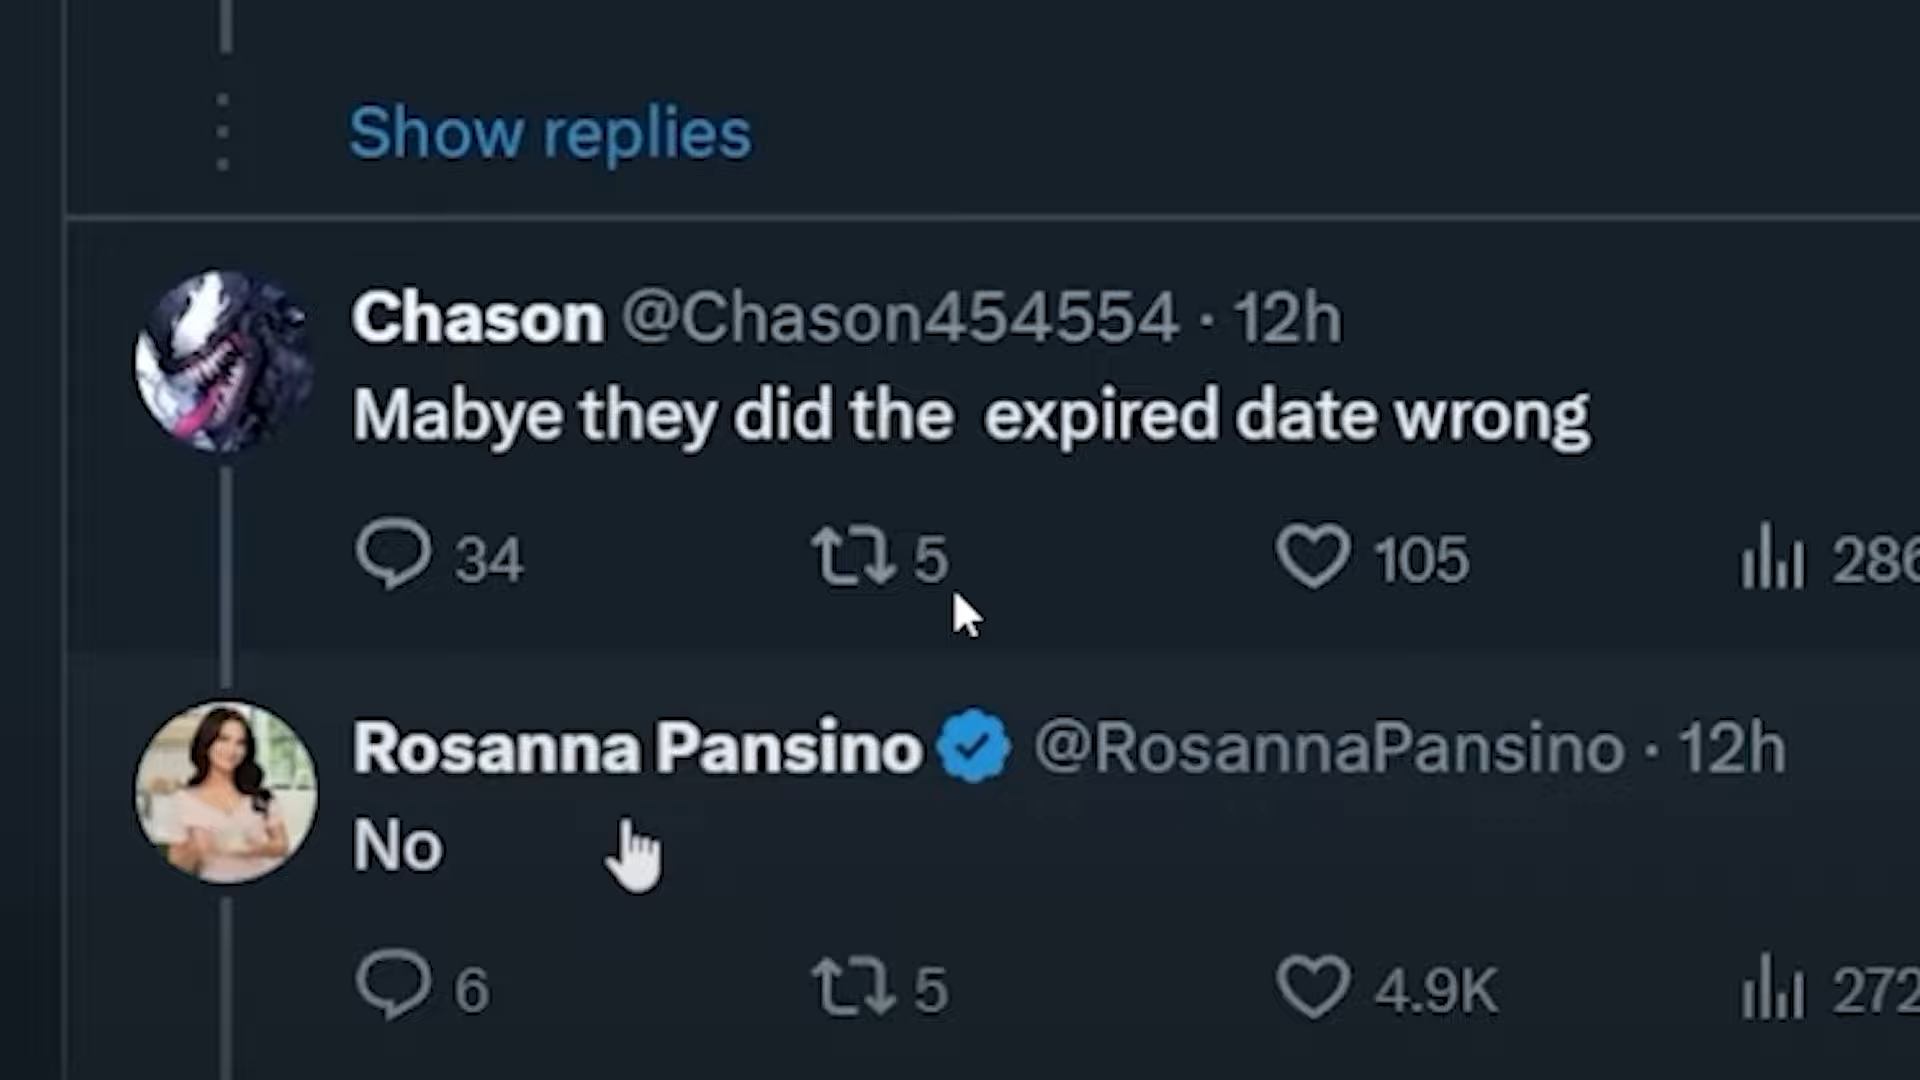 Show replies
Chason @Chason454554 · 12h
Mabye they did the expired date wrong
34 5 105
Rosanna Pansino @RosannaPansino · 12h
No
6 5 4.9K